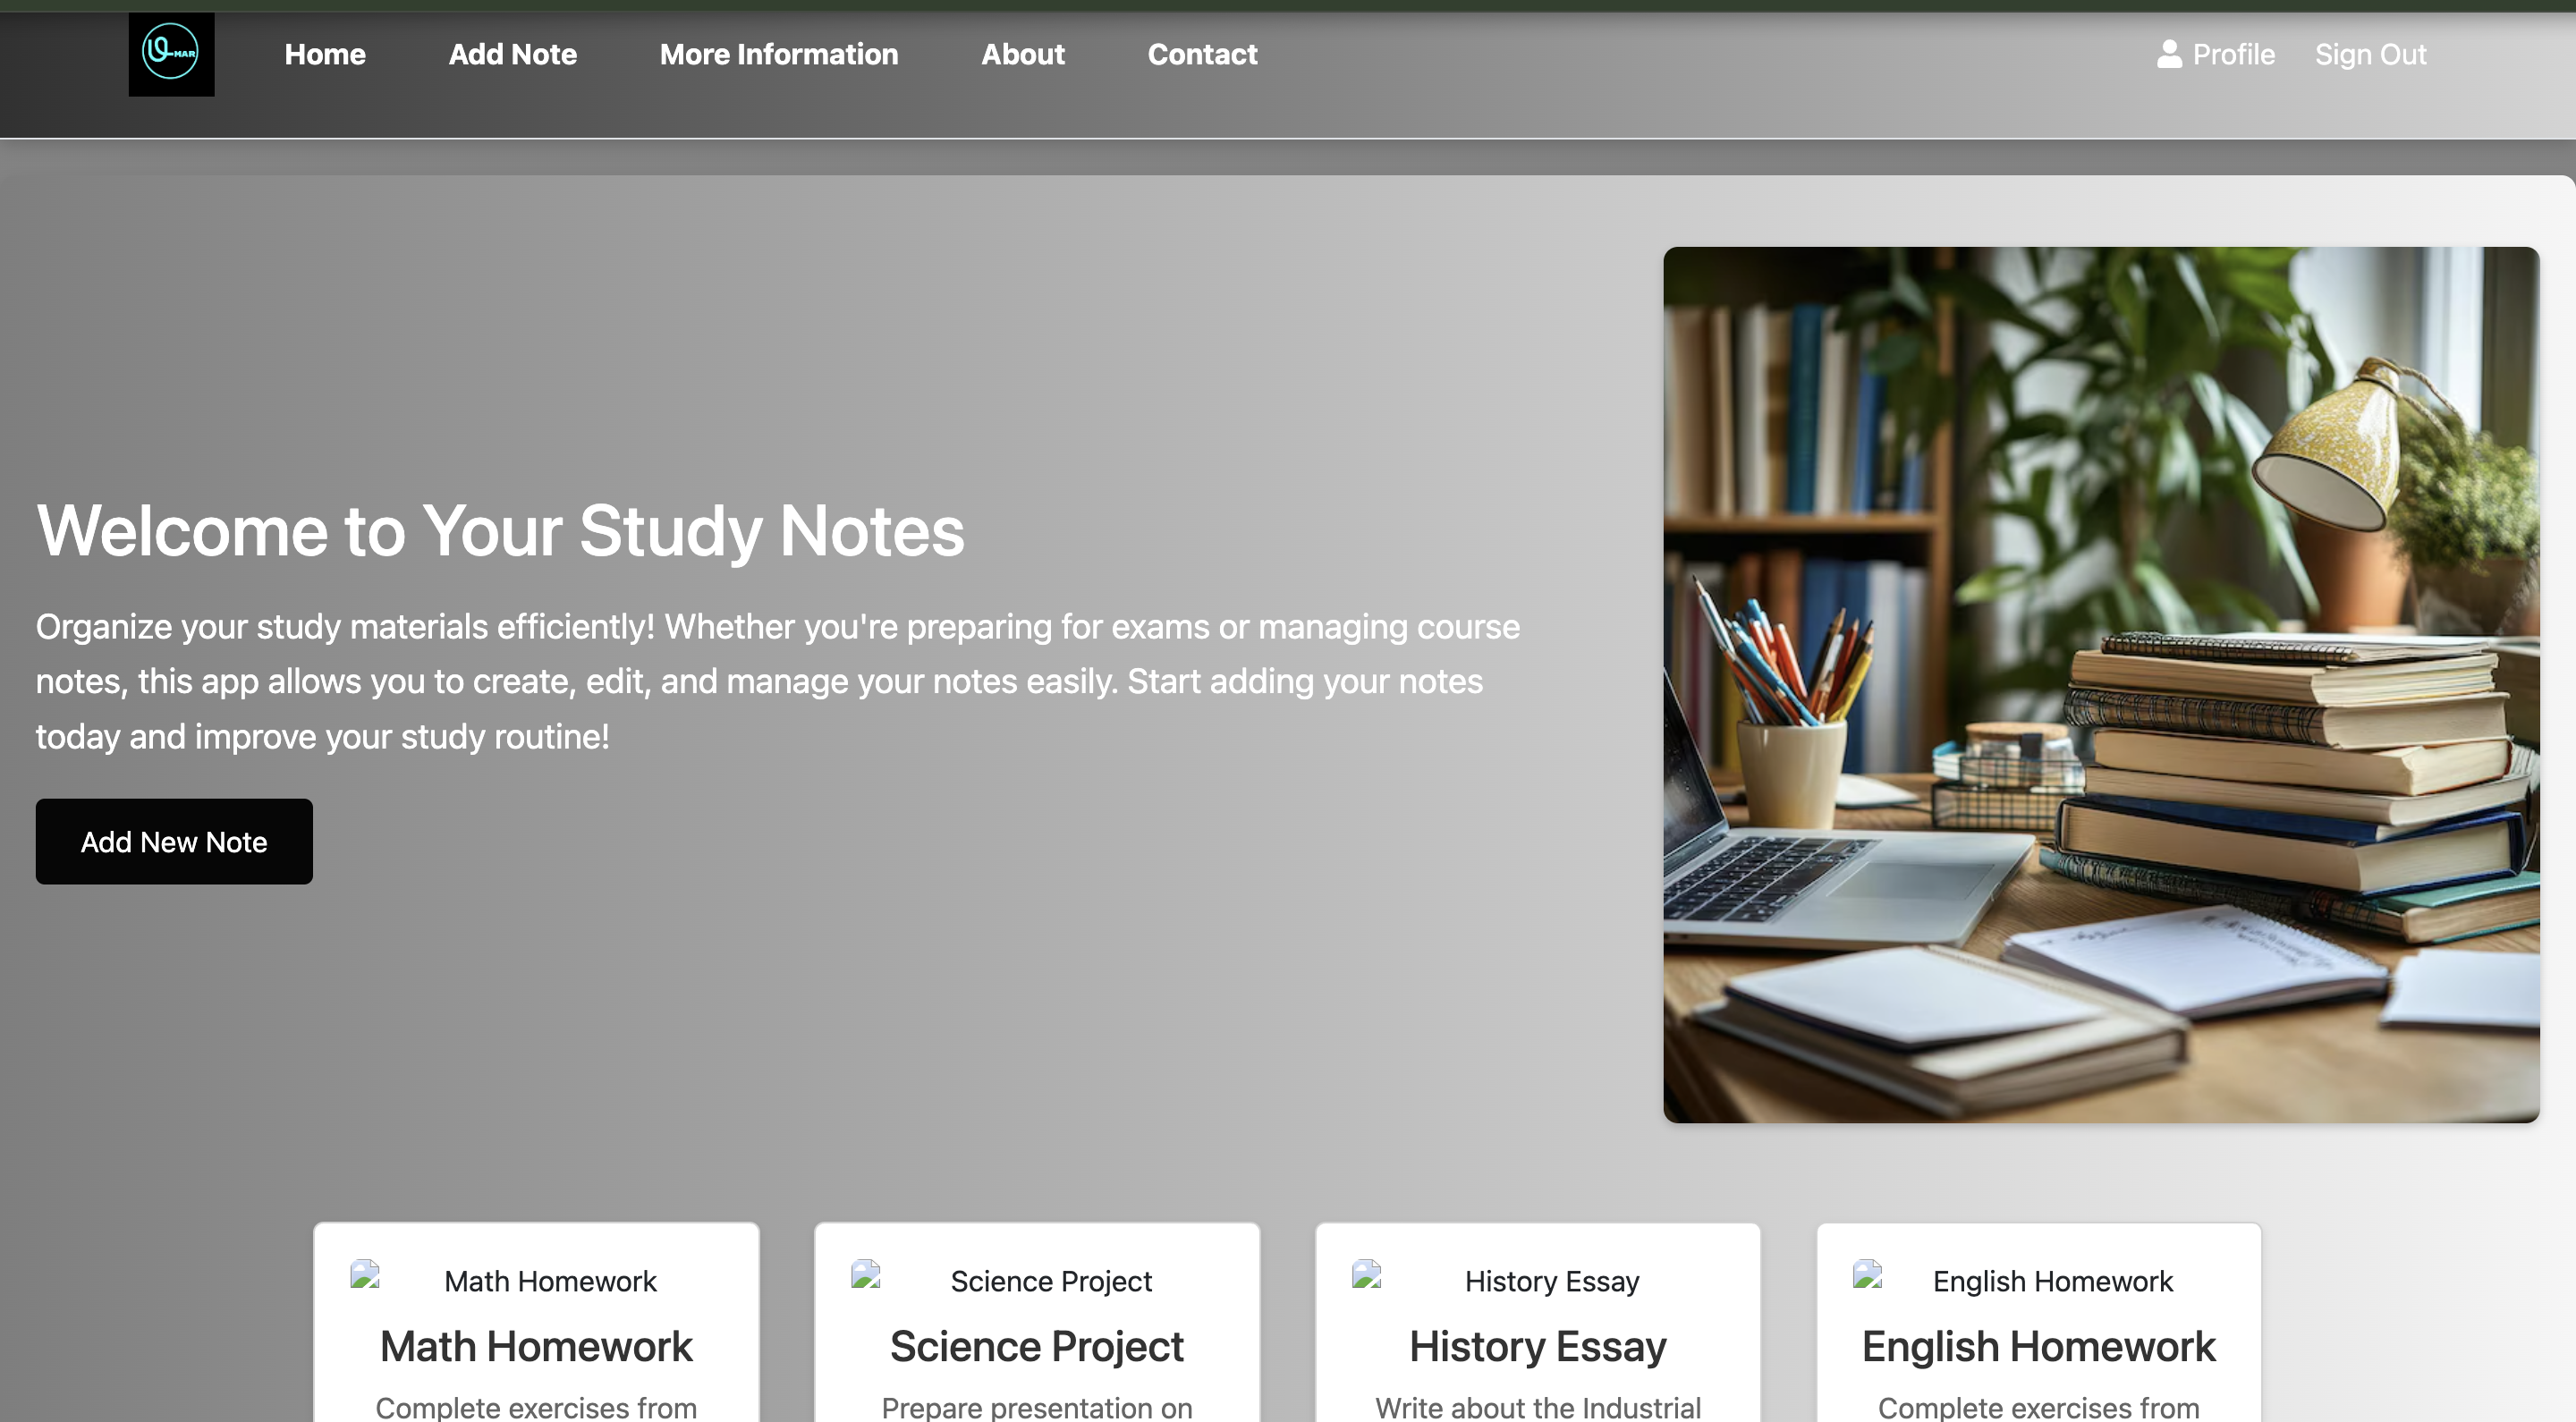 MAR
Home
Add Note
More Information
About
Contact
Profile
Sign Out
Welcome to Your Study Notes
Organize your study materials efficiently! Whether you're preparing for exams or managing course
notes, this app allows you to create, edit, and manage your notes easily. Start adding your notes
today and improve your study routine!
Add New Note
Math Homework
Math Homework
Complete exercises from
Science Project
Science Project
Prepare presentation on
History Essay
History Essay
Write about the Industrial
English Homework
English Homework
Complete exercises from